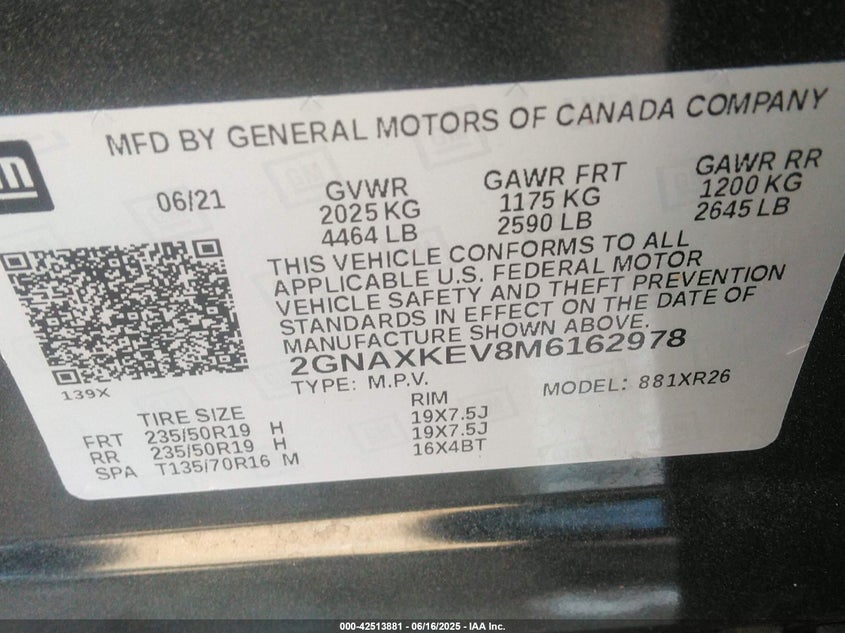 MFD BY GENERAL MOTORS OF CANADA COMPANY
06/21
GVWR
2025 KG
4464 LB
GAWR FRT
1175 KG
2590 LB
GAWR RR
1200 KG
2645 LB
THIS VEHICLE CONFORMS TO ALL
APPLICABLE U.S. FEDERAL MOTOR
VEHICLE SAFETY AND THEFT PREVENTION
STANDARDS IN EFFECT ON THE DATE OF
MANUFACTURE SHOWN ABOVE.
2GNAXKEV8M6162978
TYPE: M.P.V. MODEL: 881XR26
139X
TIRE SIZE RIM
FRT 235/50R19 H 19X7.5J
RR 235/50R19 H 19X7.5J
SPA T135/70R16 M 16X4BT
000-42513881 - 06/16/2025 - IAA Inc.